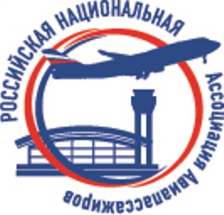 РОССИЙСКАЯ НАЦИОНАЛЬНАЯ
Ассоциация Авиапассажиров